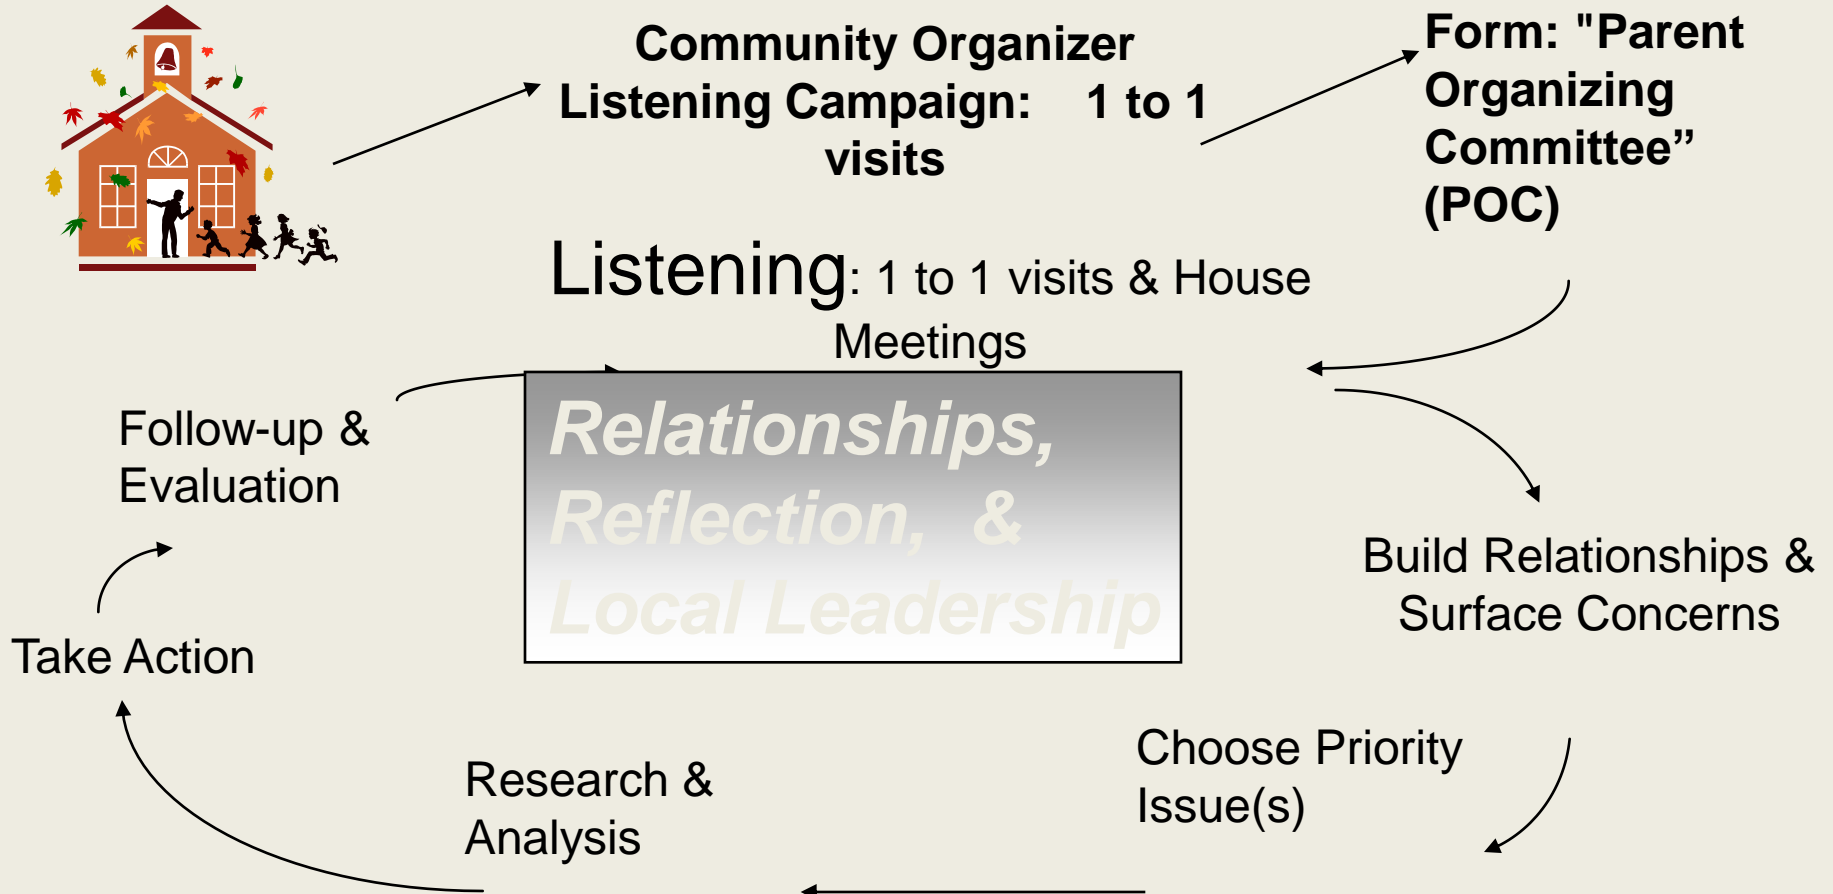 Community Organizer
Listening Campaign: 1 to 1
visits
Form: "Parent
Organizing
Committee”
(POC)
Listening: 1 to 1 visits & House
Meetings
Relationships,
Reflection, &
Local Leadership
Build Relationships &
Surface Concerns
Choose Priority
Issue(s)
Research &
Analysis
Take Action
Follow-up &
Evaluation